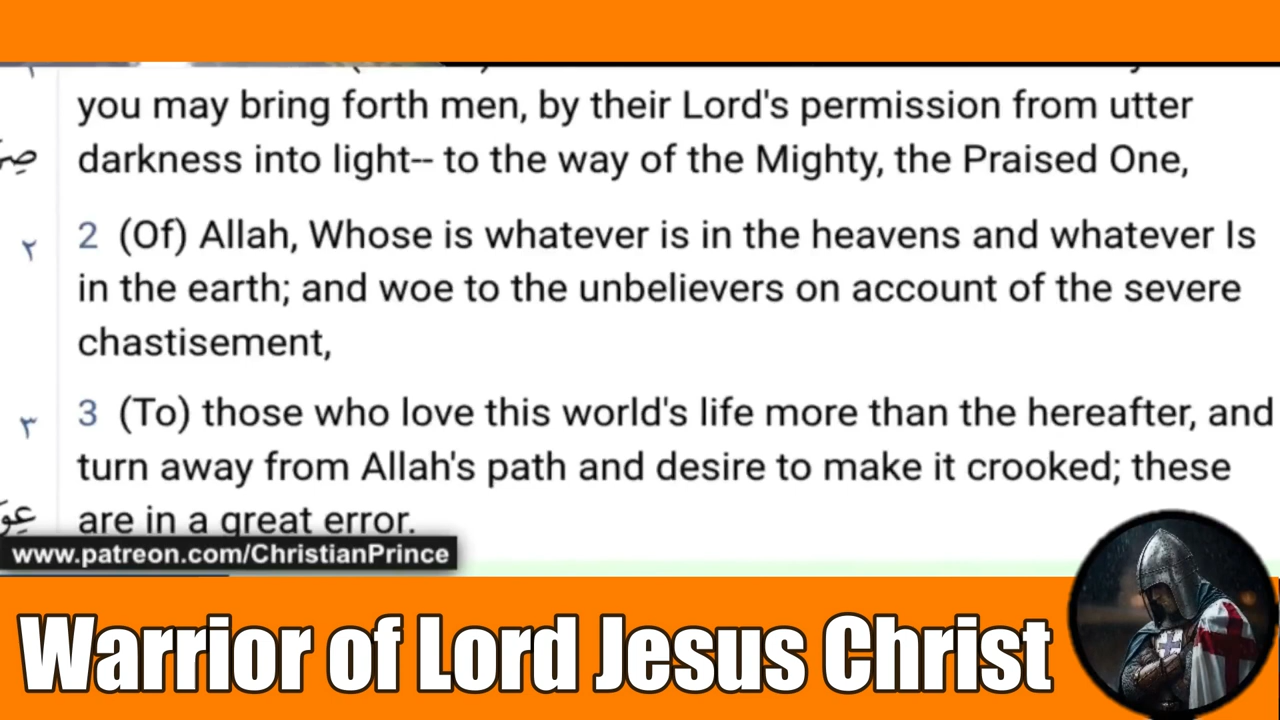 you may bring forth men, by their Lord's permission from utter
darkness into light-- to the way of the Mighty, the Praised One,
٢ 2 (Of) Allah, Whose is whatever is in the heavens and whatever Is
in the earth; and woe to the unbelievers on account of the severe
chastisement,
٣ 3 (To) those who love this world's life more than the hereafter, and
turn away from Allah's path and desire to make it crooked; these
are in a great error.
www.patreon.com/ChristianPrince
Warrior of Lord Jesus Christ